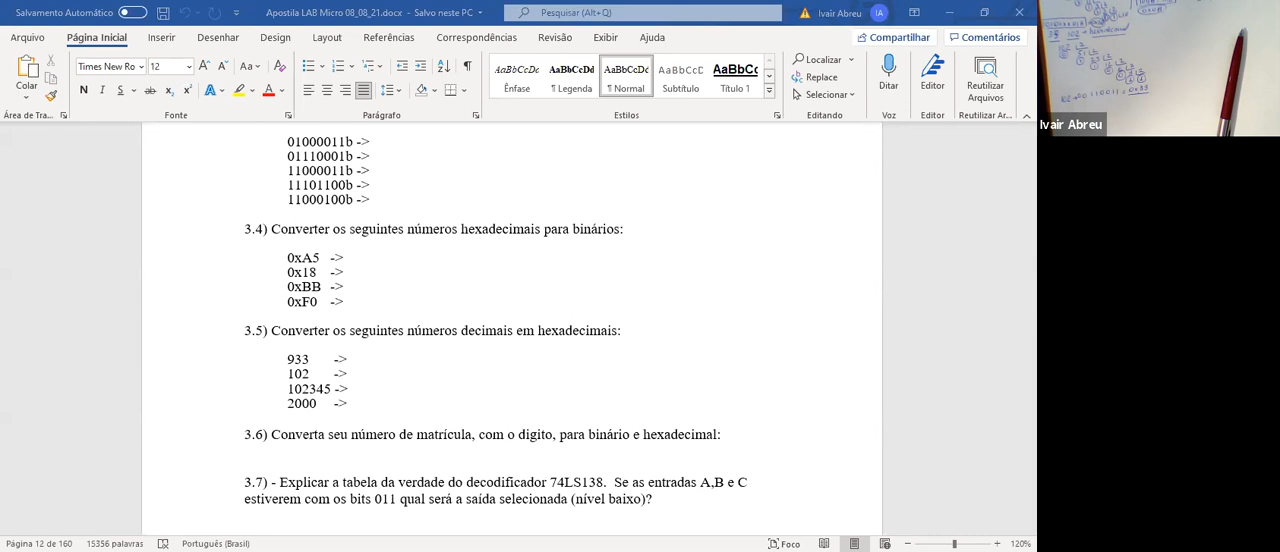 Salvamento Automático
Apostila LAB Micro 08_08_21.docx - Salvo neste PC
Pesquisar (Alt+Q)
Ivair Abreu
IA
Arquivo
Página Inicial
Inserir
Desenhar
Design
Layout
Referências
Correspondências
Revisão
Exibir
Ajuda
Compartilhar
Comentários
Colar
Times New Ro
12
Aa
N I S ab x₂ x²
AaBbCcDd AaBbCcDd AaBbCcDd AaBbCcD AaBbCc
Ênfase
¶ Legenda
¶ Normal
Subtítulo
Título 1
Localizar
Replace
Selecionar
Ditar
Editor
Reutilizar Arquivos
Área de Tra...
Fonte
Parágrafo
Estilos
Editando
Voz
Editor
Reutilizar Ar...
01000011b ->
01110001b ->
11000011b ->
11101100b ->
11000100b ->
3.4) Converter os seguintes números hexadecimais para binários:
0xA5 ->
0x18 ->
0xBB ->
0xF0 ->
3.5) Converter os seguintes números decimais em hexadecimais:
933 ->
102 ->
102345 ->
2000 ->
3.6) Converta seu número de matrícula, com o digito, para binário e hexadecimal:
3.7) - Explicar a tabela da verdade do decodificador 74LS138. Se as entradas A,B e C
estiverem com os bits 011 qual será a saída selecionada (nível baixo)?
Página 12 de 160
15356 palavras
Português (Brasil)
Foco
120%
Ivair Abreu